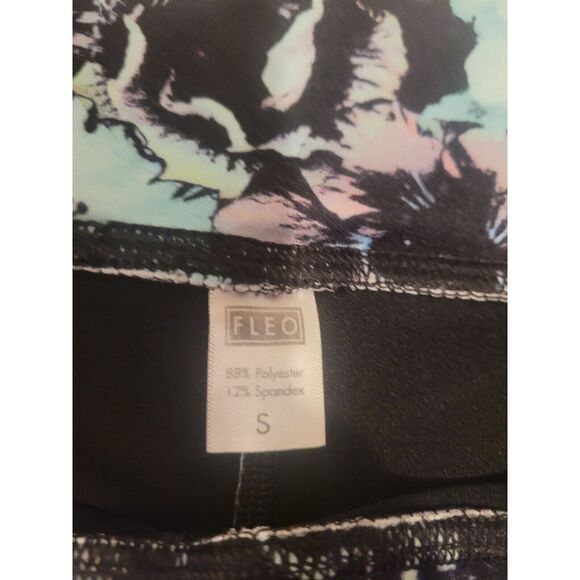 FLEO
88% Polyester
12% Spandex
S